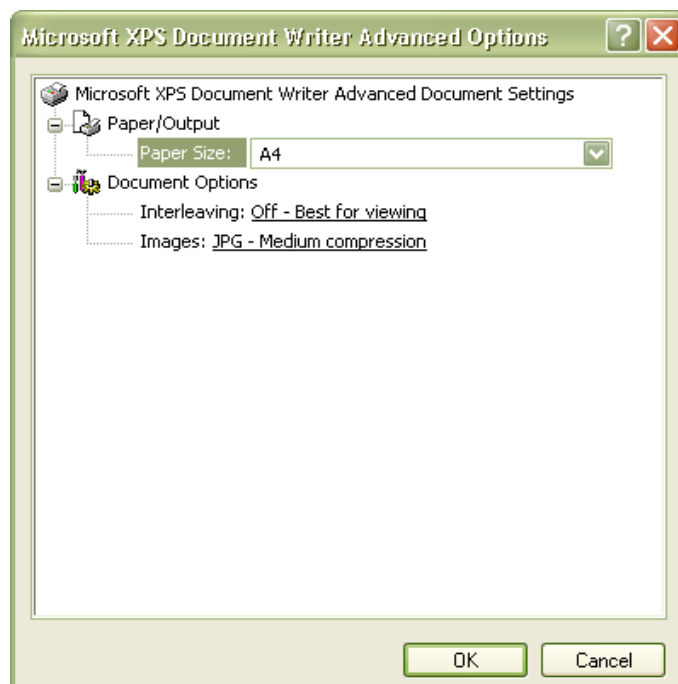 Microsoft XPS Document Writer Advanced Options
Microsoft XPS Document Writer Advanced Document Settings
Paper/Output
Paper Size: A4
Document Options
Interleaving: Off - Best for viewing
Images: JPG - Medium compression
OK Cancel